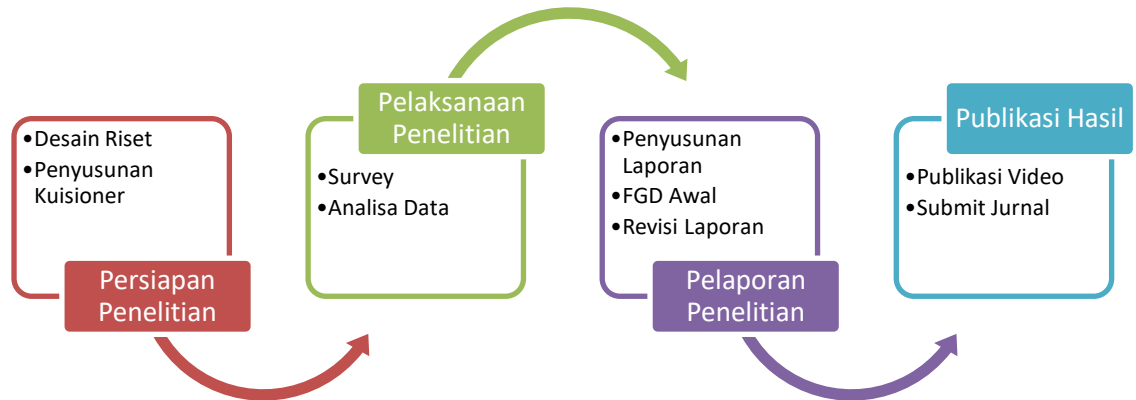 •Desain Riset
•Penyusunan
Kuisioner
Persiapan
Penelitian
Pelaksanaan
Penelitian
•Survey
•Analisa Data
•Penyusunan
Laporan
•FGD Awal
•Revisi Laporan
Pelaporan
Penelitian
Publikasi Hasil
•Publikasi Video
•Submit Jurnal